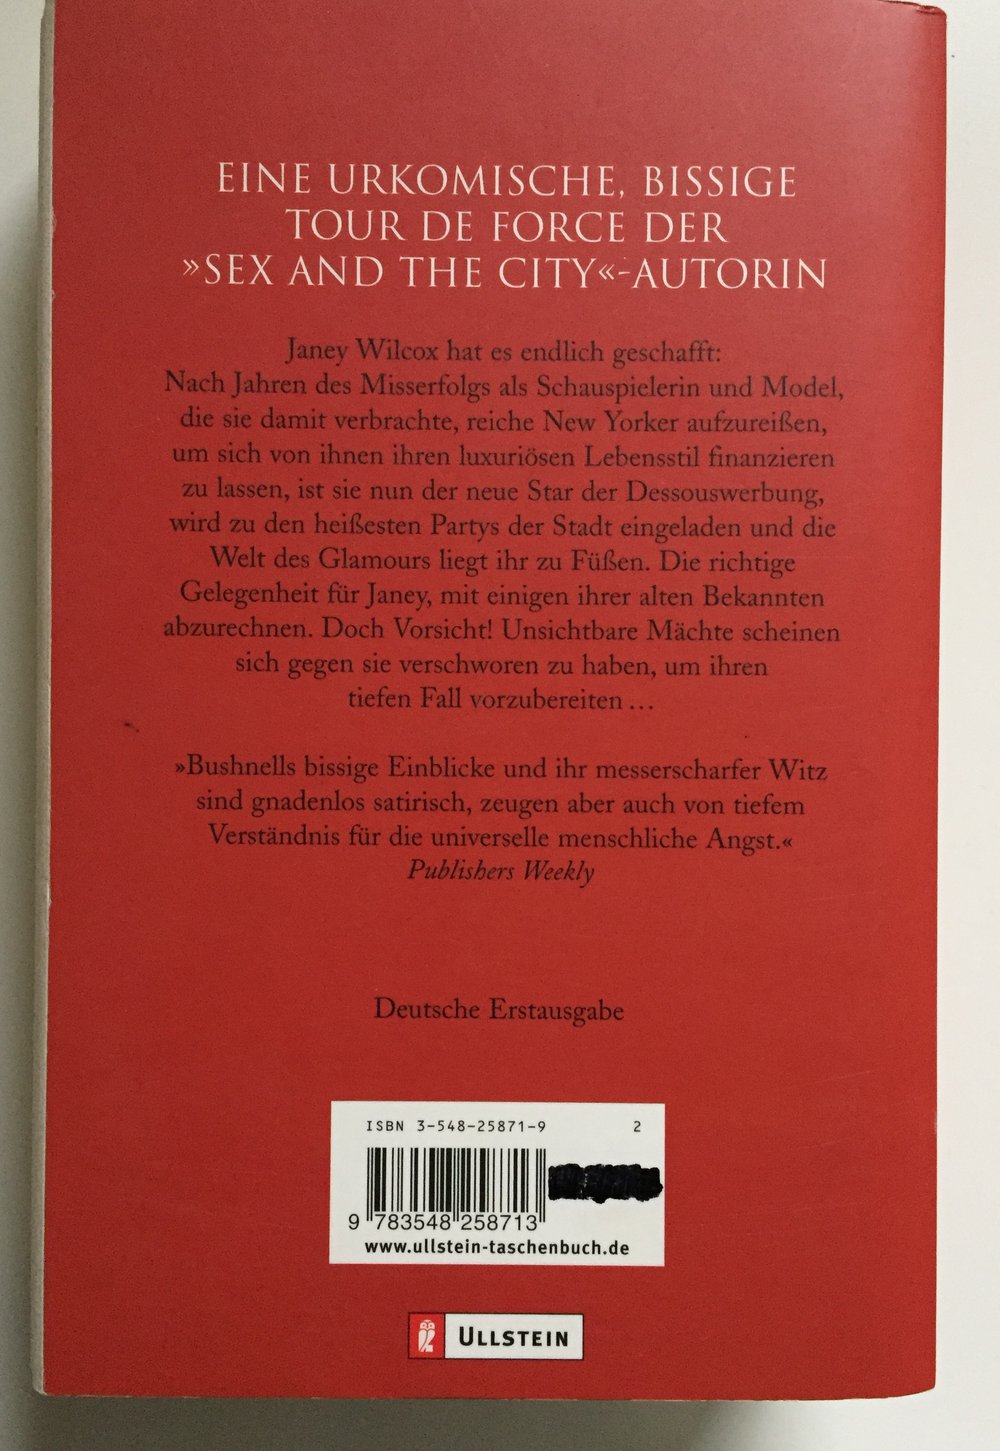 EINE URKOMISCHE, BISSIGE
TOUR DE FORCE DER
»SEX AND THE CITY«-AUTORIN
Janey Wilcox hat es endlich geschafft:
Nach Jahren des Misserfolgs als Schauspielerin und Model,
die sie damit verbrachte, reiche New Yorker aufzureißen,
um sich von ihnen ihren luxuriösen Lebensstil finanzieren
zu lassen, ist sie nun der neue Star der Dessouswerbung,
wird zu den heißesten Partys der Stadt eingeladen und die
Welt des Glamours liegt ihr zu Füßen. Die richtige
Gelegenheit für Janey, mit einigen ihrer alten Bekannten
abzurechnen. Doch Vorsicht! Unsichtbare Mächte scheinen
sich gegen sie verschworen zu haben, um ihren
tiefen Fall vorzubereiten ...
»Bushnells bissige Einblicke und ihr messerscharfer Witz
sind gnadenlos satirisch, zeugen aber auch von tiefem
Verständnis für die universelle menschliche Angst.«
Publishers Weekly
Deutsche Erstausgabe
ISBN 3-548-25871-9 2
9 783548 258713
www.ullstein-taschenbuch.de
ULLSTEIN